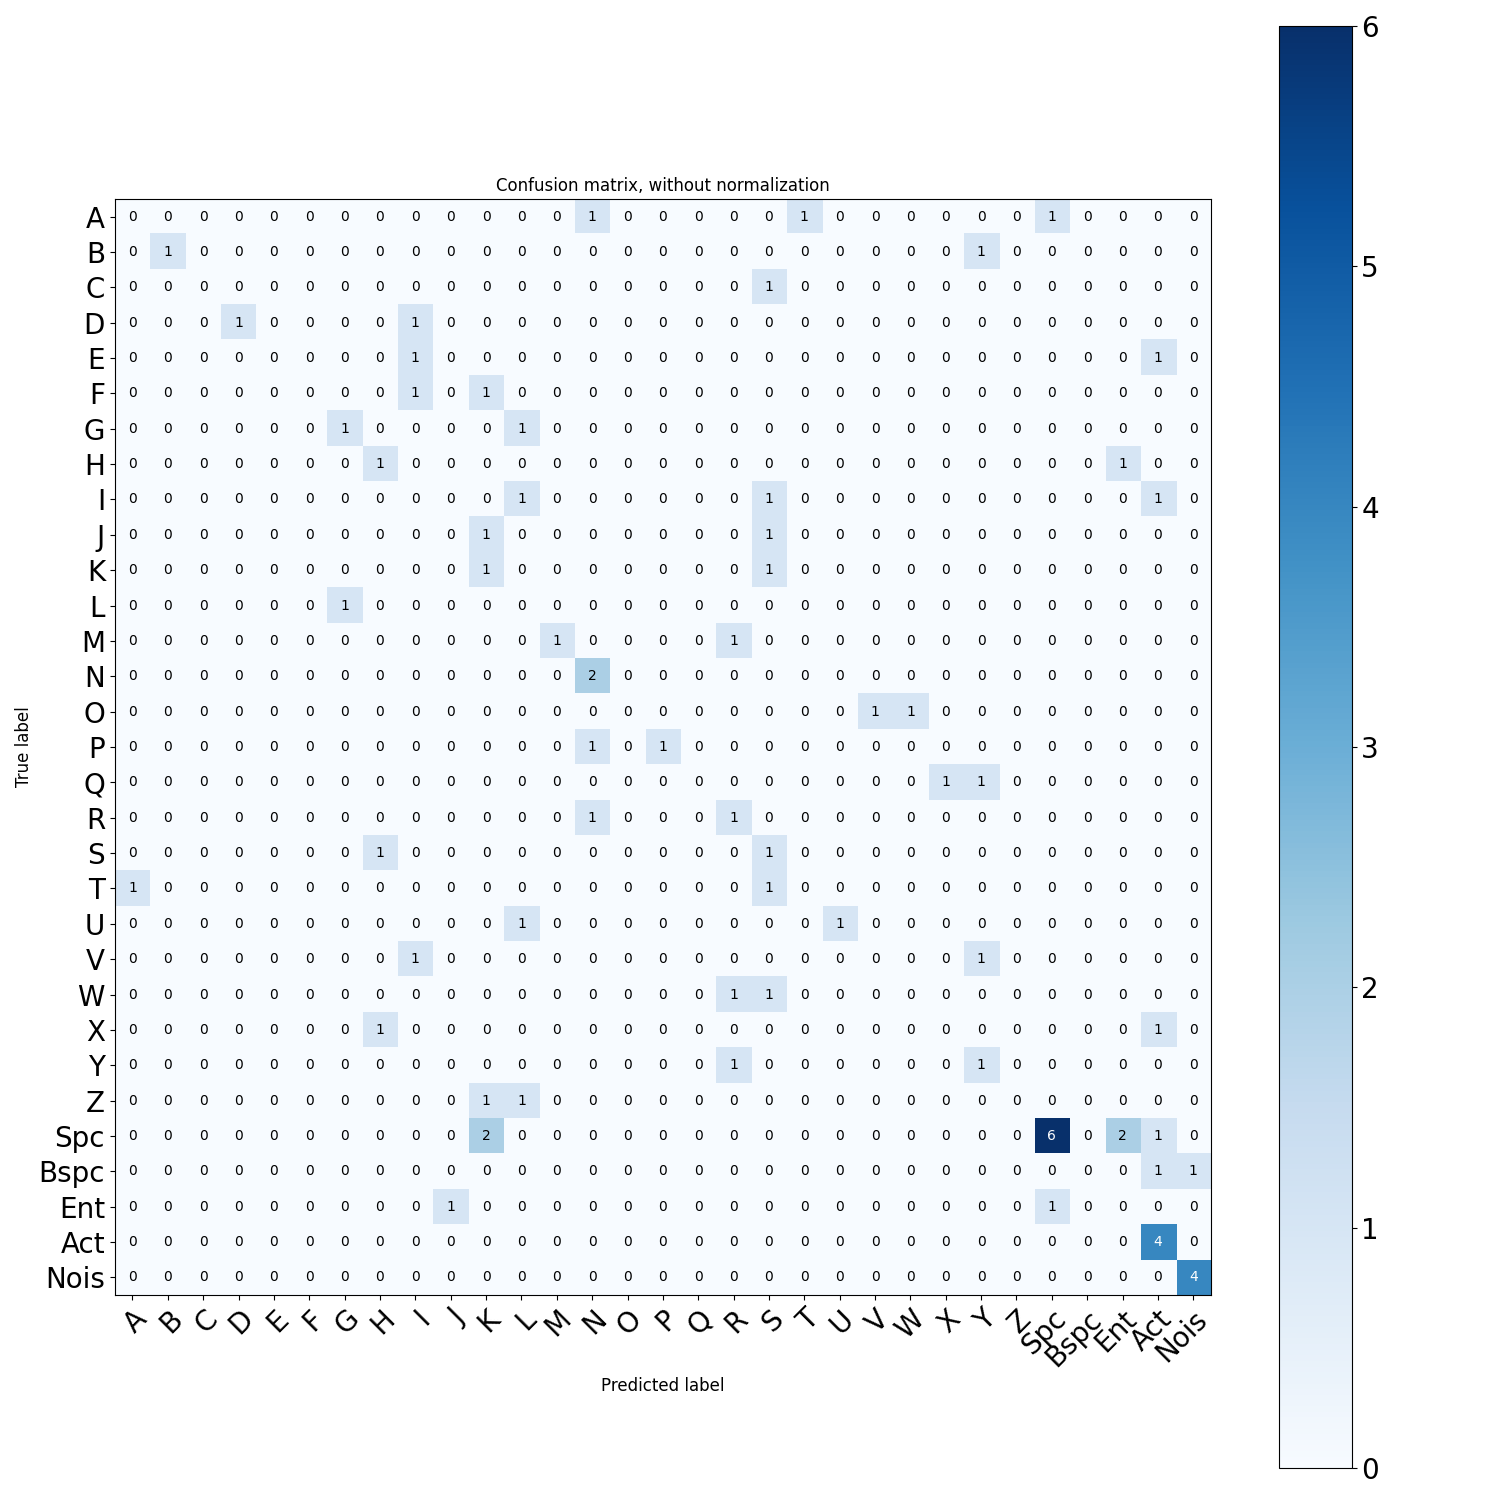 Confusion matrix, without normalization
A 0 0 0 0 0 0 0 0 0 0 0 0 0 1 0 0 0 0 0 1 0 0 0 0 0 0 1 0 0 0 0
B 0 1 0 0 0 0 0 0 0 0 0 0 0 0 0 0 0 0 0 0 0 0 0 0 1 0 0 0 0 0 0
C 0 0 0 0 0 0 0 0 0 0 0 0 0 0 0 0 0 0 1 0 0 0 0 0 0 0 0 0 0 0 0
D 0 0 0 1 0 0 0 0 1 0 0 0 0 0 0 0 0 0 0 0 0 0 0 0 0 0 0 0 0 0 0
E 0 0 0 0 0 0 0 0 1 0 0 0 0 0 0 0 0 0 0 0 0 0 0 0 0 0 0 0 0 1 0
F 0 0 0 0 0 0 0 0 1 0 1 0 0 0 0 0 0 0 0 0 0 0 0 0 0 0 0 0 0 0 0
G 0 0 0 0 0 0 1 0 0 0 0 1 0 0 0 0 0 0 0 0 0 0 0 0 0 0 0 0 0 0 0
H 0 0 0 0 0 0 0 1 0 0 0 0 0 0 0 0 0 0 0 0 0 0 0 0 0 0 0 0 1 0 0
I 0 0 0 0 0 0 0 0 0 0 0 1 0 0 0 0 0 0 1 0 0 0 0 0 0 0 0 0 0 1 0
J 0 0 0 0 0 0 0 0 0 0 1 0 0 0 0 0 0 0 1 0 0 0 0 0 0 0 0 0 0 0 0
K 0 0 0 0 0 0 0 0 0 0 1 0 0 0 0 0 0 0 1 0 0 0 0 0 0 0 0 0 0 0 0
L 0 0 0 0 0 0 1 0 0 0 0 0 0 0 0 0 0 0 0 0 0 0 0 0 0 0 0 0 0 0 0
M 0 0 0 0 0 0 0 0 0 0 0 0 1 0 0 0 0 1 0 0 0 0 0 0 0 0 0 0 0 0 0
N 0 0 0 0 0 0 0 0 0 0 0 0 0 2 0 0 0 0 0 0 0 0 0 0 0 0 0 0 0 0 0
O 0 0 0 0 0 0 0 0 0 0 0 0 0 0 0 0 0 0 0 0 0 1 1 0 0 0 0 0 0 0 0
P 0 0 0 0 0 0 0 0 0 0 0 0 0 1 0 1 0 0 0 0 0 0 0 0 0 0 0 0 0 0 0
Q 0 0 0 0 0 0 0 0 0 0 0 0 0 0 0 0 0 0 0 0 0 0 0 1 1 0 0 0 0 0 0
R 0 0 0 0 0 0 0 0 0 0 0 0 0 1 0 0 0 1 0 0 0 0 0 0 0 0 0 0 0 0 0
S 0 0 0 0 0 0 0 1 0 0 0 0 0 0 0 0 0 0 1 0 0 0 0 0 0 0 0 0 0 0 0
T 1 0 0 0 0 0 0 0 0 0 0 0 0 0 0 0 0 0 1 0 0 0 0 0 0 0 0 0 0 0 0
U 0 0 0 0 0 0 0 0 0 0 0 1 0 0 0 0 0 0 0 0 1 0 0 0 0 0 0 0 0 0 0
V 0 0 0 0 0 0 0 0 1 0 0 0 0 0 0 0 0 0 0 0 0 0 0 0 1 0 0 0 0 0 0
W 0 0 0 0 0 0 0 0 0 0 0 0 0 0 0 0 0 1 1 0 0 0 0 0 0 0 0 0 0 0 0
X 0 0 0 0 0 0 0 1 0 0 0 0 0 0 0 0 0 0 0 0 0 0 0 0 0 0 0 0 0 1 0
Y 0 0 0 0 0 0 0 0 0 0 0 0 0 0 0 0 0 1 0 0 0 0 0 0 1 0 0 0 0 0 0
Z 0 0 0 0 0 0 0 0 0 0 1 1 0 0 0 0 0 0 0 0 0 0 0 0 0 0 0 0 0 0 0
Spc 0 0 0 0 0 0 0 0 0 0 2 0 0 0 0 0 0 0 0 0 0 0 0 0 0 0 6 0 2 1 0
Bspc 0 0 0 0 0 0 0 0 0 0 0 0 0 0 0 0 0 0 0 0 0 0 0 0 0 0 0 0 0 1 1
Ent 0 0 0 0 0 0 0 0 0 1 0 0 0 0 0 0 0 0 0 0 0 0 0 0 0 0 1 0 0 0 0
Act 0 0 0 0 0 0 0 0 0 0 0 0 0 0 0 0 0 0 0 0 0 0 0 0 0 0 0 0 0 4 0
Nois 0 0 0 0 0 0 0 0 0 0 0 0 0 0 0 0 0 0 0 0 0 0 0 0 0 0 0 0 0 0 4
A B C D E F G H I J K L M N O P Q R S T U V W X Y Z Spc Bspc Ent Act Nois
Predicted label
True label
6
5
4
3
2
1
0